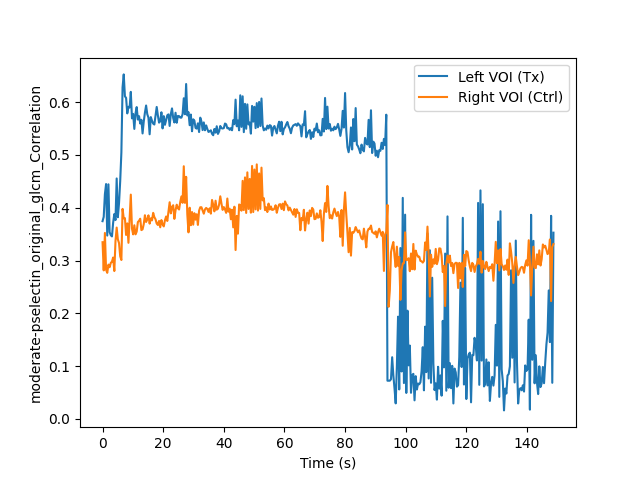 Left VOI (Tx)
Right VOI (Ctrl)
moderate-pselectin_original_glcm_Correlation
0.6
0.5
0.4
0.3
0.2
0.1
0.0
0 20 40 60 80 100 120 140
Time (s)